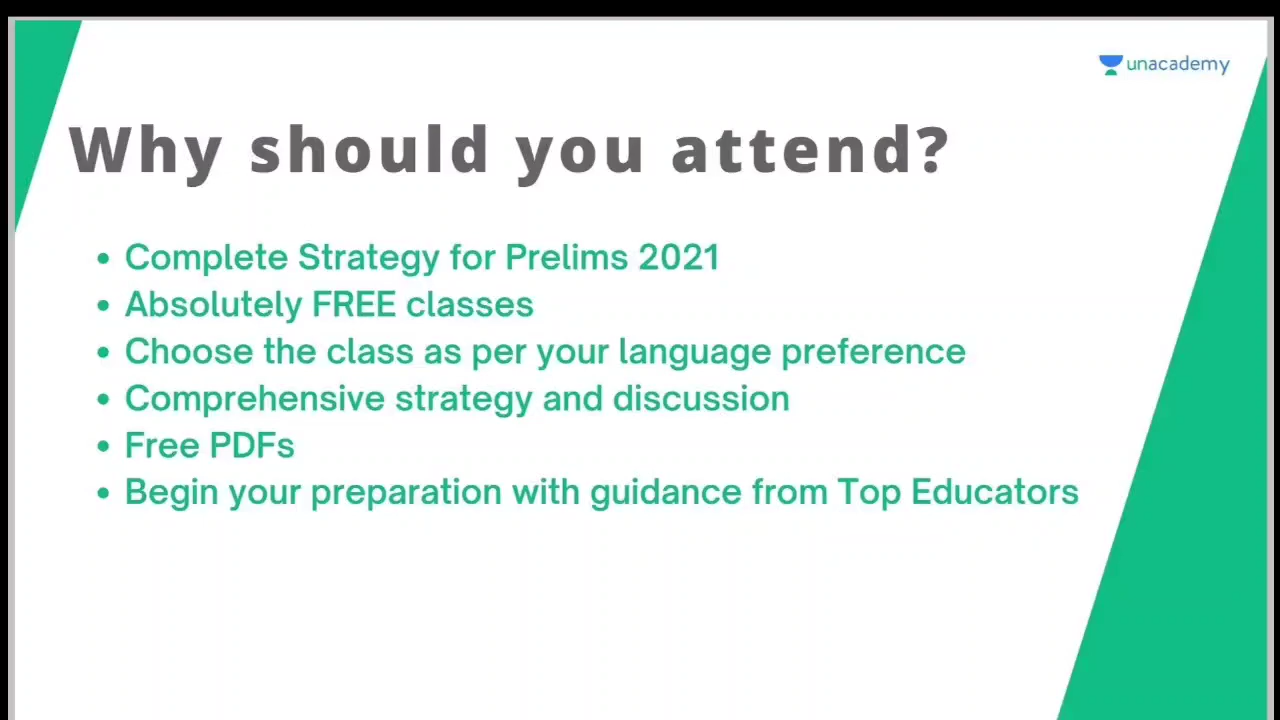 unacademy
Why should you attend?
• Complete Strategy for Prelims 2021
• Absolutely FREE classes
• Choose the class as per your language preference
• Comprehensive strategy and discussion
• Free PDFs
• Begin your preparation with guidance from Top Educators